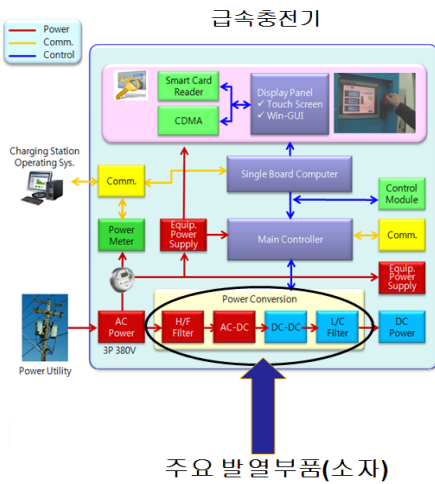 급속충전기
Power
Comm.
Control
Smart Card
Reader
CDMA
Display Panel
✓ Touch Screen
✓ Win-GUI
Charging Station
Operating Sys.
Comm.
Single Board Computer
Control
Module
Power
Meter
Equip.
Power
Supply
Main Controller
Comm.
Equip.
Power
Supply
Power Conversion
AC
Power
H/F
Filter
AC-DC
DC-DC
L/C
Filter
DC
Power
3P 380V
Power Utility
주요 발열부품(소자)